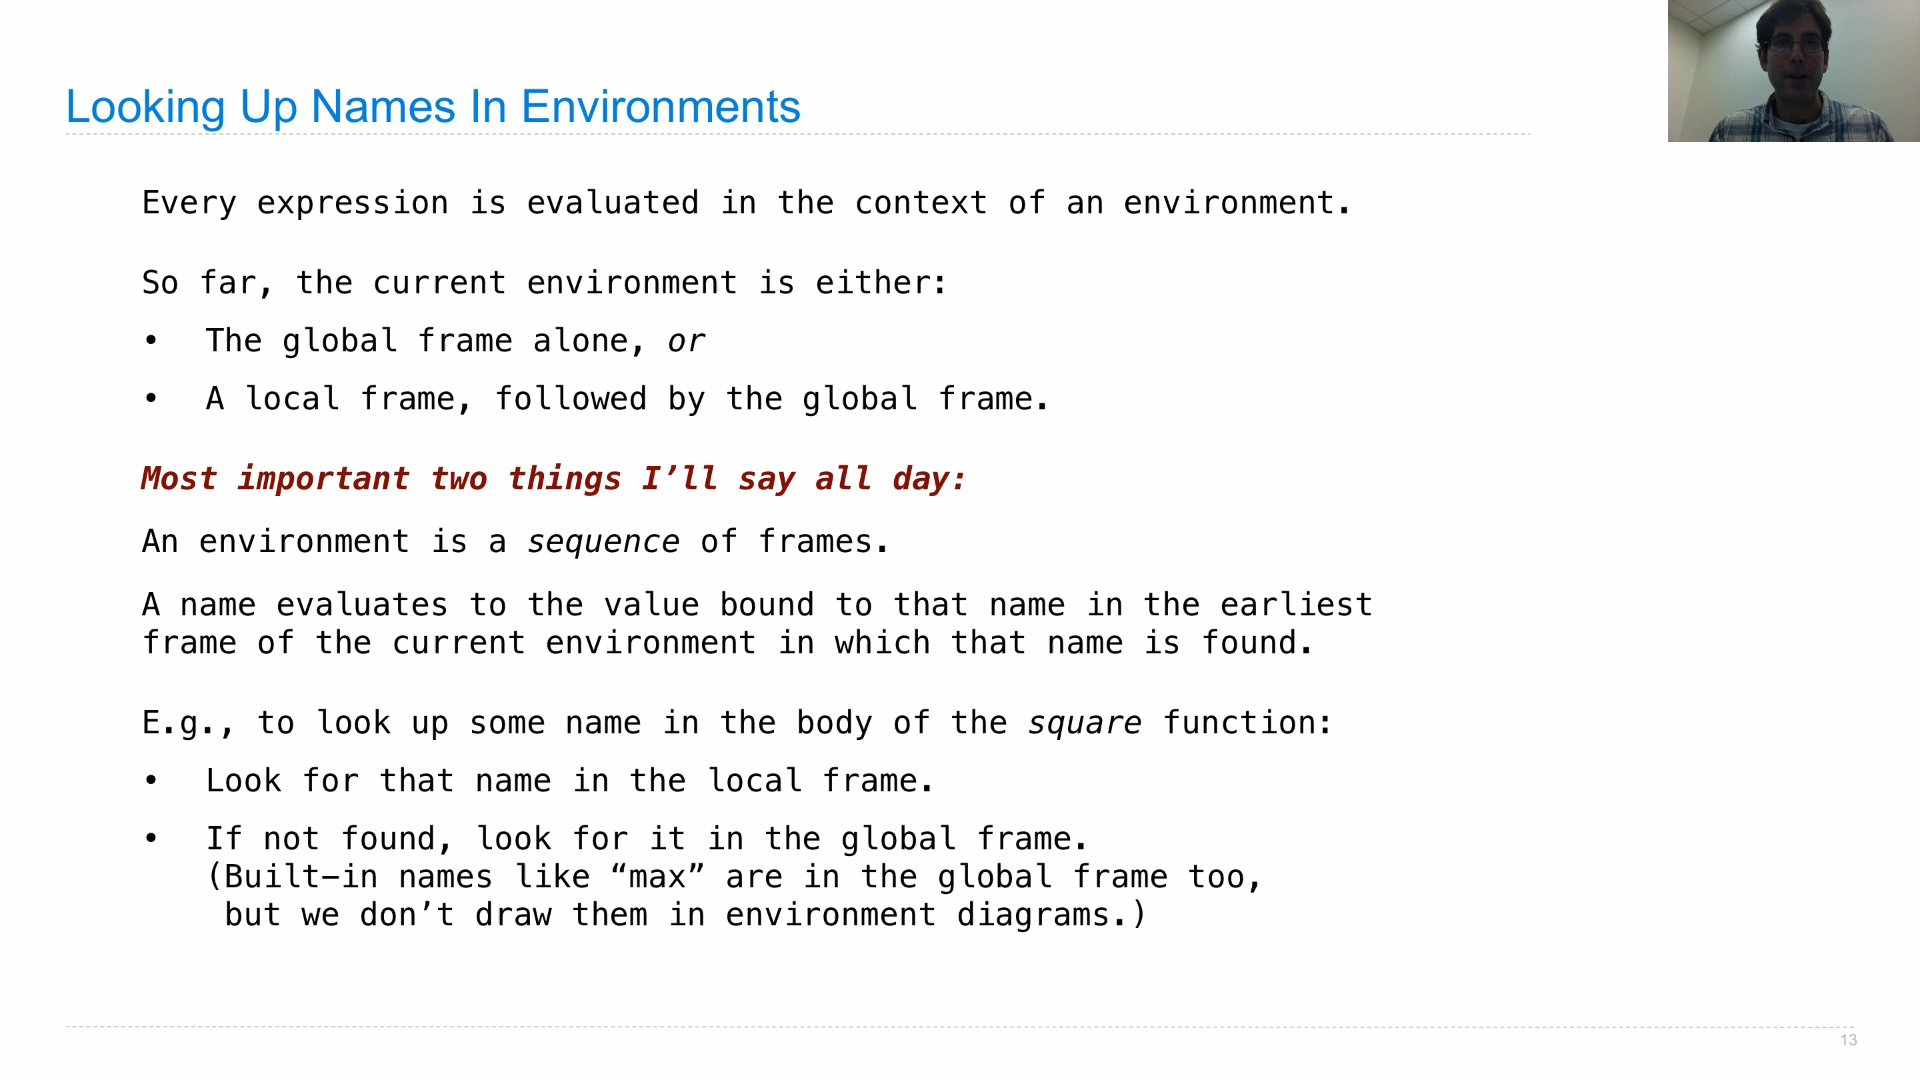 Looking Up Names In Environments
Every expression is evaluated in the context of an environment.
So far, the current environment is either:
• The global frame alone, or
• A local frame, followed by the global frame.
Most important two things I’ll say all day:
An environment is a sequence of frames.
A name evaluates to the value bound to that name in the earliest
frame of the current environment in which that name is found.
E.g., to look up some name in the body of the square function:
• Look for that name in the local frame.
• If not found, look for it in the global frame.
(Built–in names like “max” are in the global frame too,
but we don’t draw them in environment diagrams.)
13